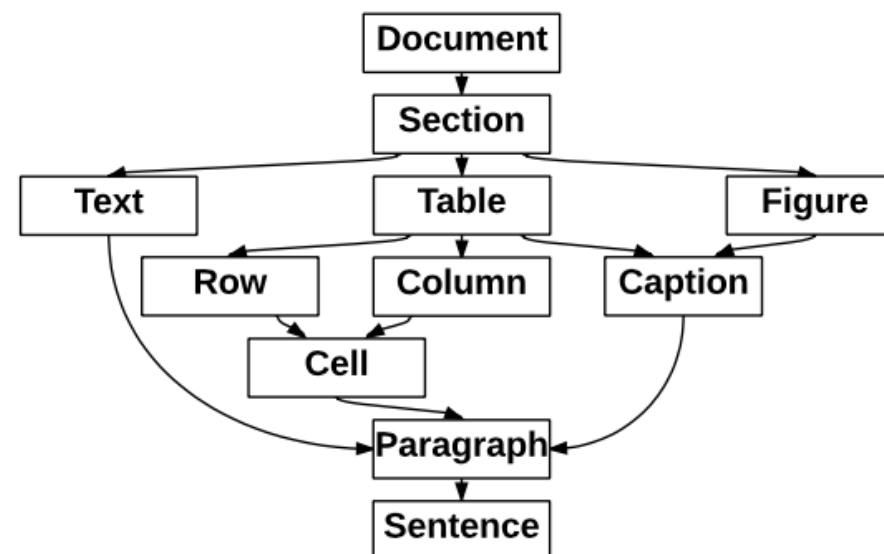 Document
Section
Text
Table
Figure
Row
Column
Caption
Cell
Paragraph
Sentence